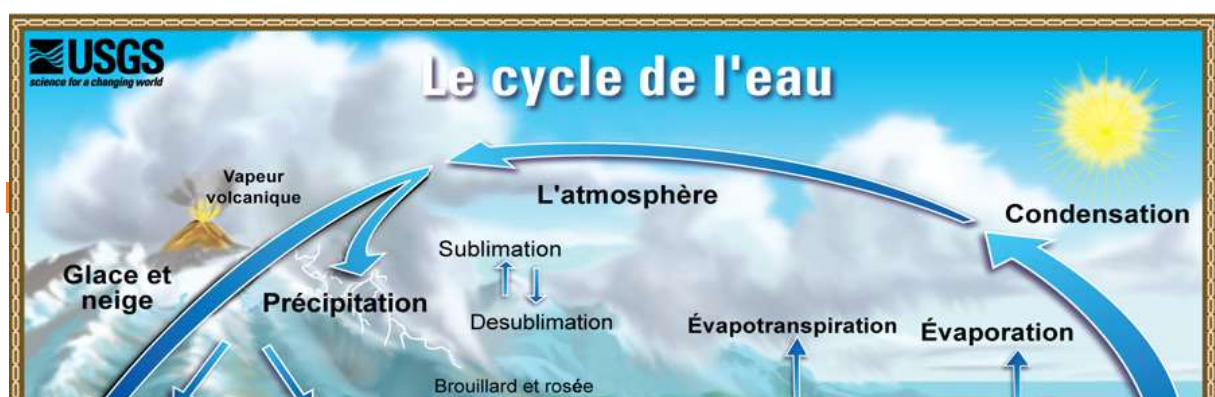 USGS
science for a changing world
Le cycle de l'eau
Vapeur
volcanique
L'atmosphère
Condensation
Sublimation
Glace et
neige
Précipitation
Desublimation
Évapotranspiration
Évaporation
Brouillard et rosée